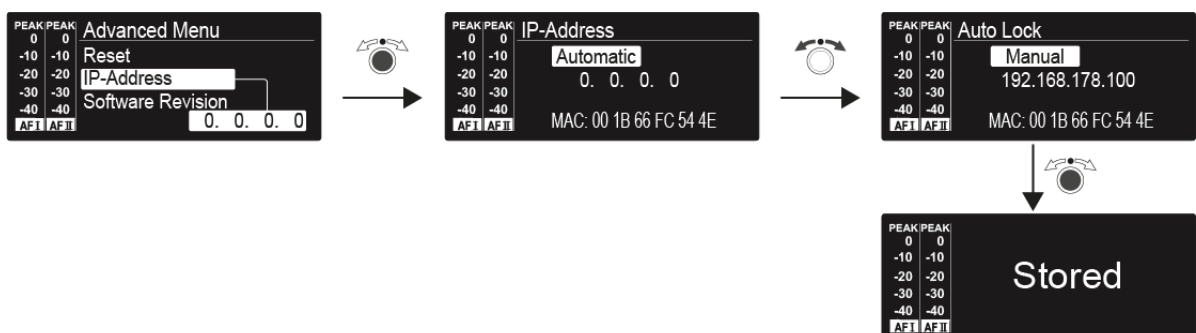 PEAK PEAK
0 0
-10 -10
-20 -20
-30 -30
-40 -40
AF I AF II
Advanced Menu
Reset
IP-Address
Software Revision
0. 0. 0. 0
PEAK PEAK
0 0
-10 -10
-20 -20
-30 -30
-40 -40
AF I AF II
IP-Address
Automatic
0. 0. 0. 0
MAC: 00 1B 66 FC 54 4E
PEAK PEAK
0 0
-10 -10
-20 -20
-30 -30
-40 -40
AF I AF II
Auto Lock
Manual
192.168.178.100
MAC: 00 1B 66 FC 54 4E
PEAK PEAK
0 0
-10 -10
-20 -20
-30 -30
-40 -40
AF I AF II
Stored